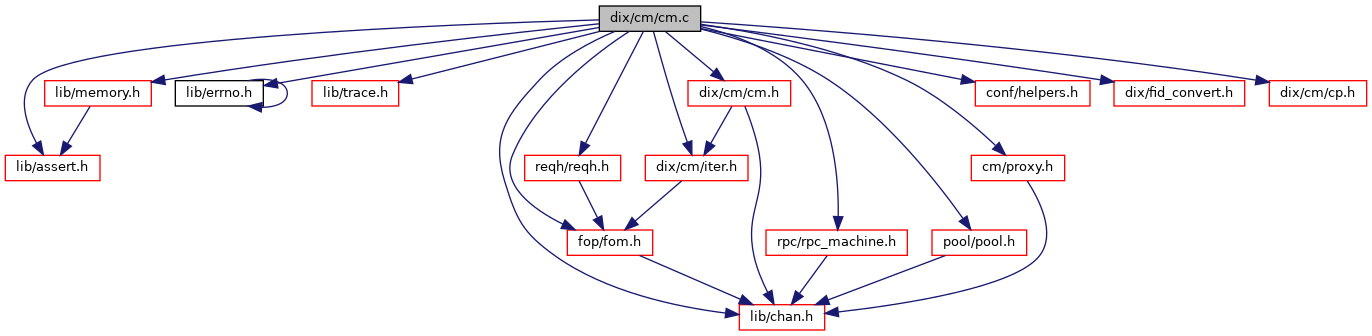 dix/cm/cm.c
lib/memory.h
lib/errno.h
lib/trace.h
dix/cm/cm.h
conf/helpers.h
dix/fid_convert.h
dix/cm/cp.h
lib/assert.h
reqh/reqh.h
dix/cm/iter.h
cm/proxy.h
fop/fom.h
rpc/rpc_machine.h
pool/pool.h
lib/chan.h